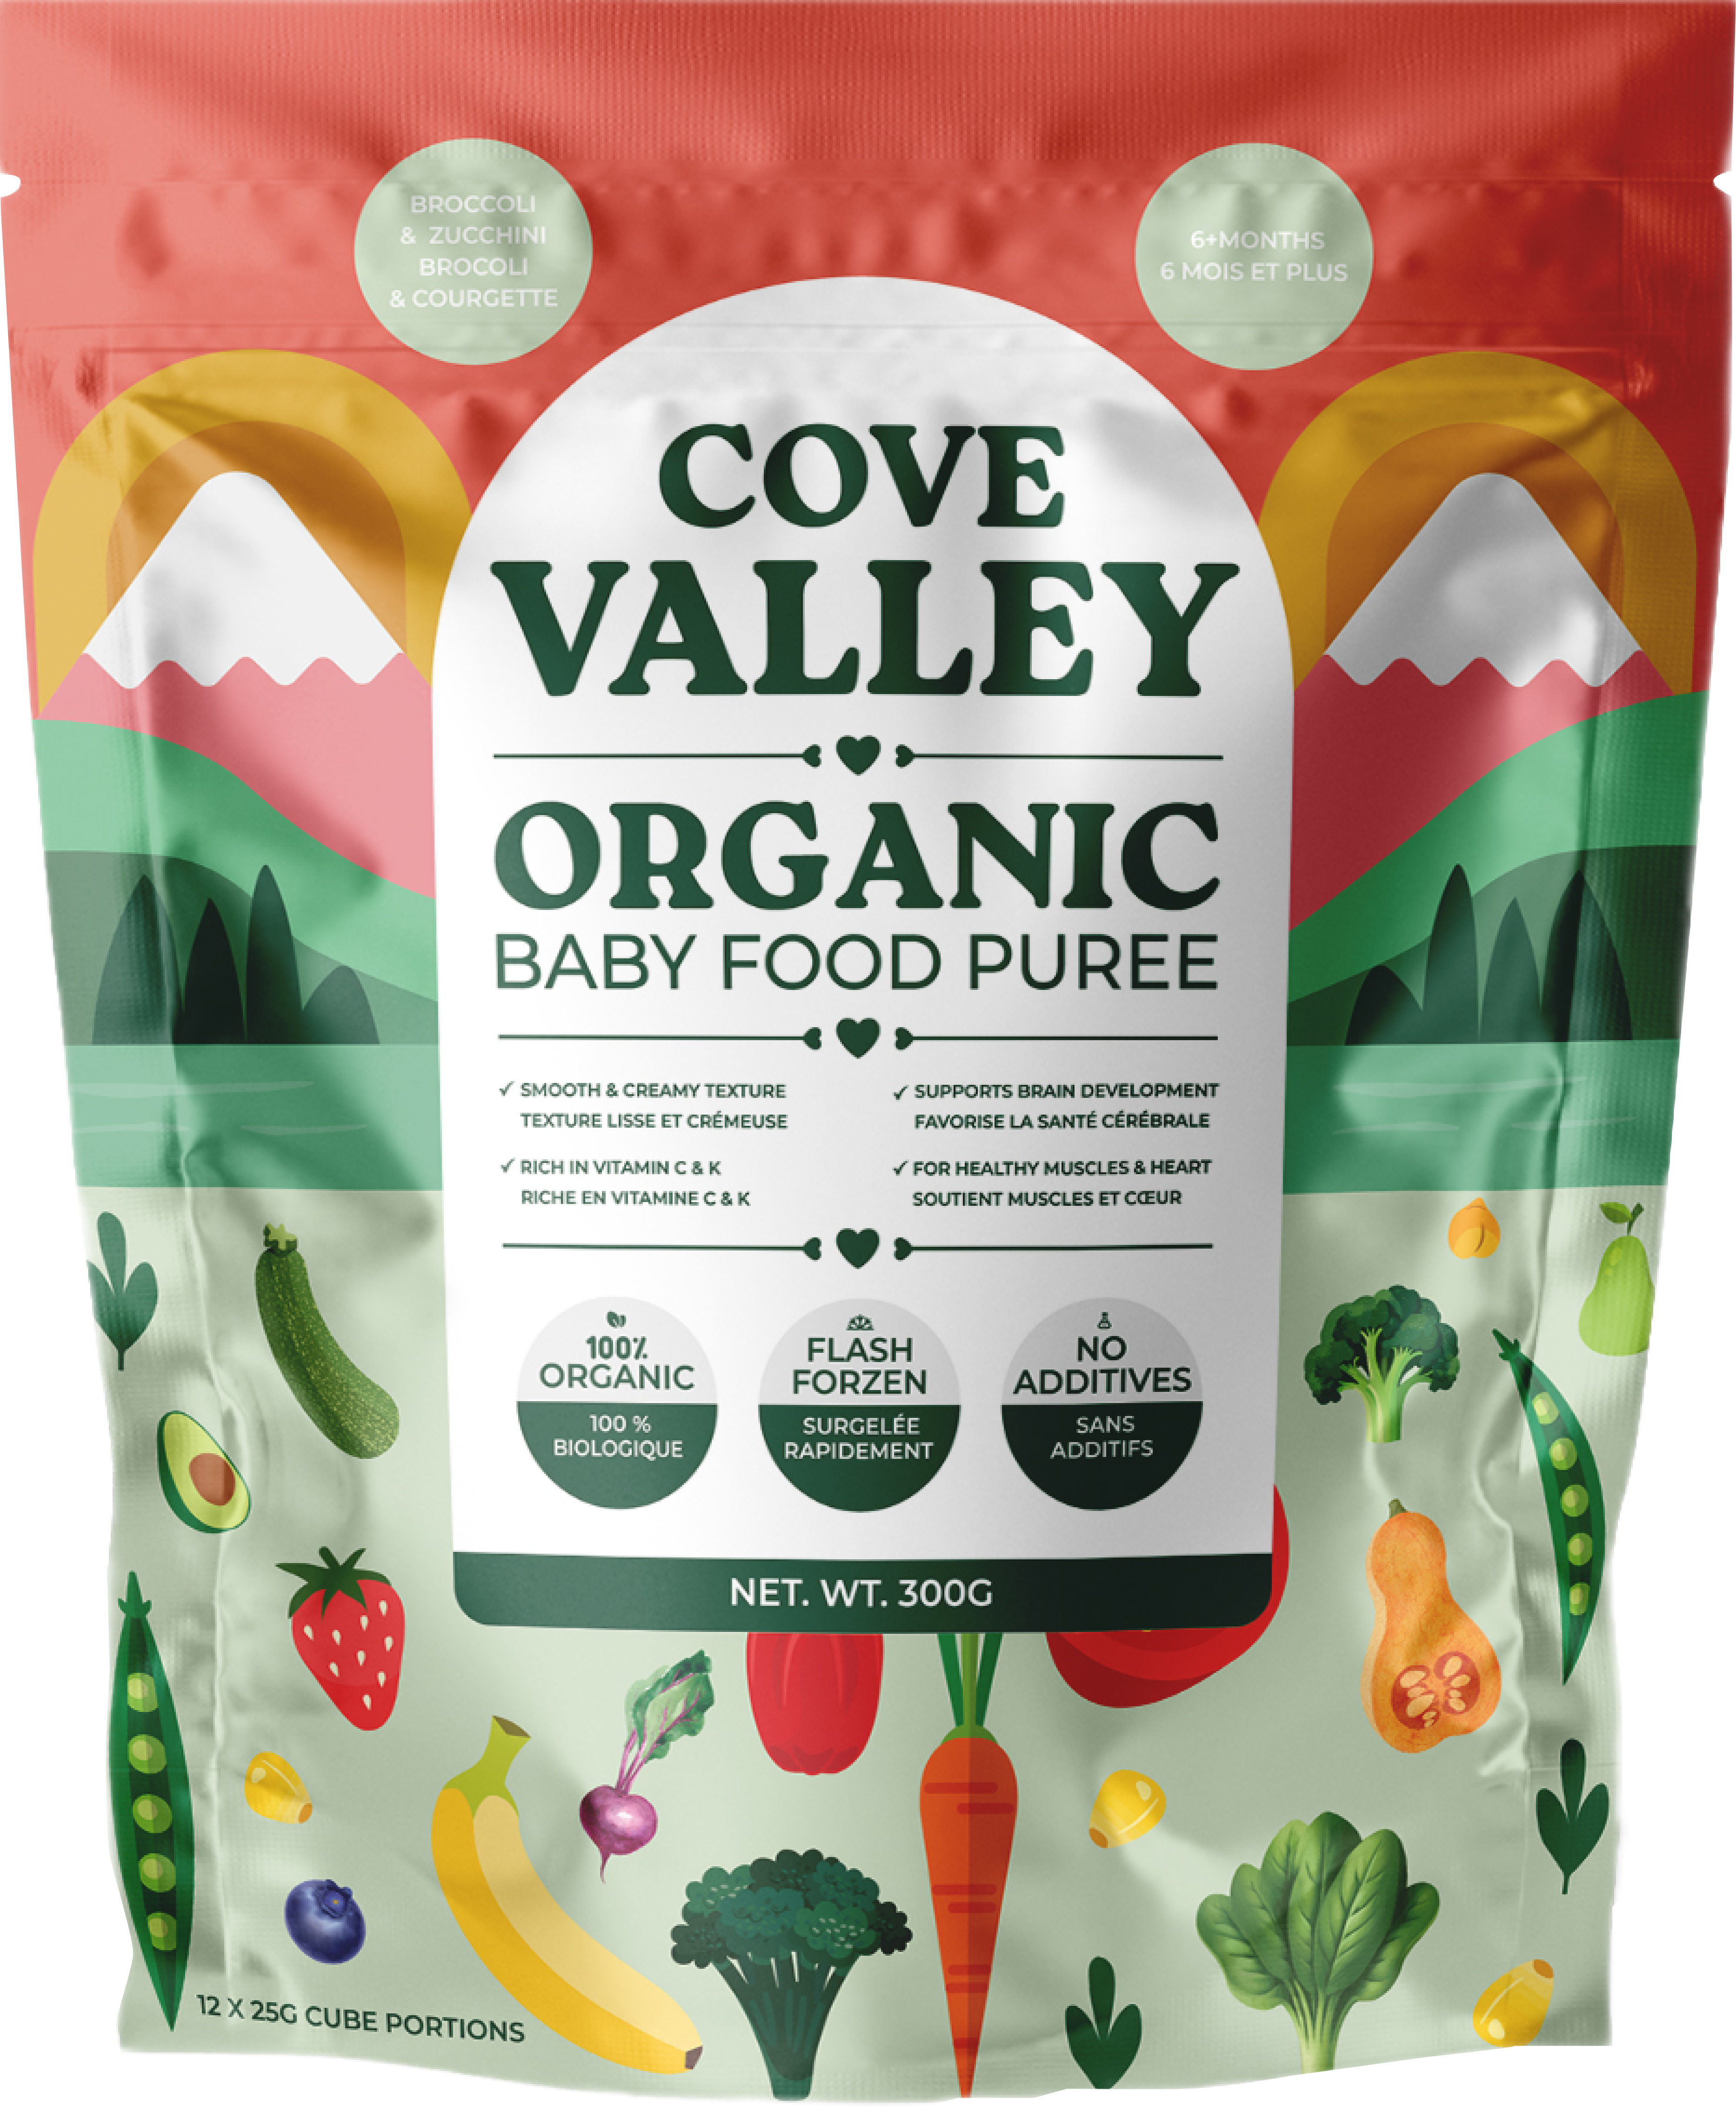 BROCCOLI
& ZUCCHINI
BROCOLI
& COURGETTE
6+MONTHS
6 MOIS ET PLUS
COVE
VALLEY
ORGANIC
BABY FOOD PUREE
✓ SMOOTH & CREAMY TEXTURE
TEXTURE LISSE ET CRÉMEUSE
✓ RICH IN VITAMIN C & K
RICHE EN VITAMINE C & K
✓ SUPPORTS BRAIN DEVELOPMENT
FAVORISE LA SANTÉ CÉRÉBRALE
✓ FOR HEALTHY MUSCLES & HEART
SOUTIENT MUSCLES ET CŒUR
100%
ORGANIC
100 %
BIOLOGIQUE
FLASH
FORZEN
SURGELÉE
RAPIDEMENT
NO
ADDITIVES
SANS
ADDITIFS
NET. WT. 300G
12 X 25G CUBE PORTIONS